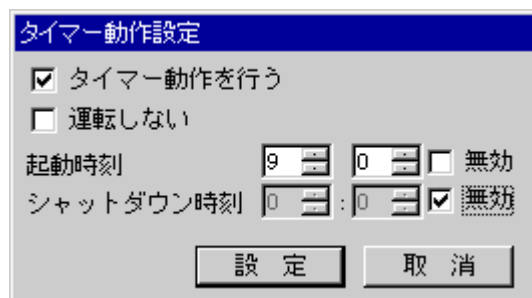 タイマー動作設定
タイマー動作を行う
運転しない
起動時刻 9 0 無効
シャットダウン時刻 0 : 0 無効
設 定 取 消